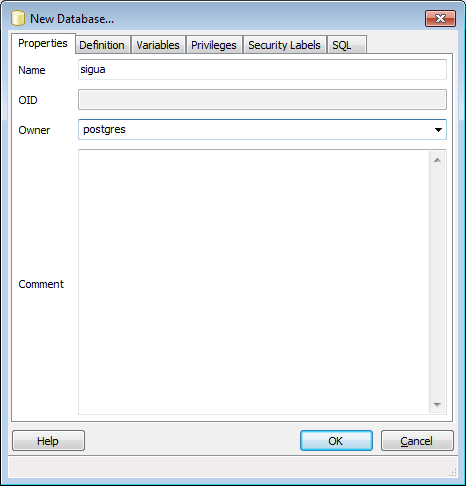 New Database...
Properties Definition Variables Privileges Security Labels SQL
Name sigua
OID
Owner postgres
Comment
Help OK Cancel